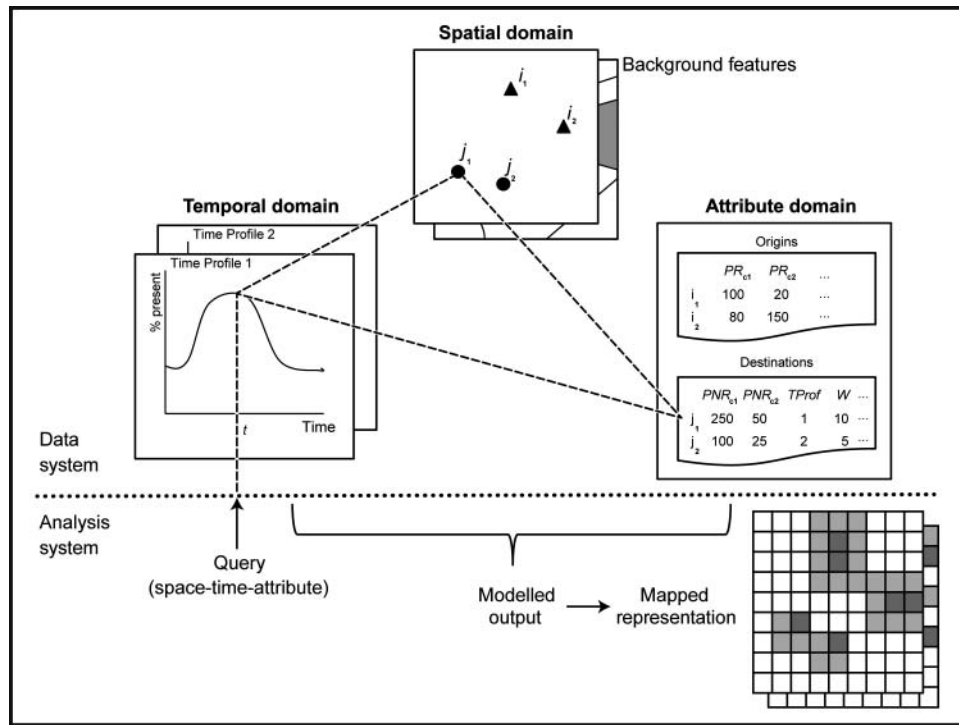 Spatial domain
Background features
i1
i2
j1
j2
Temporal domain
Time Profile 2
Time Profile 1
% present
t
Time
Attribute domain
Origins
PRc1 PRc2 ...
i1 100 20 ...
i2 80 150 ...
Destinations
PNRc1 PNRc2 TProf W ...
j1 250 50 1 10 ...
j2 100 25 2 5 ...
Data
system
Analysis
system
Query
(space-time-attribute)
Modelled
output
Mapped
representation